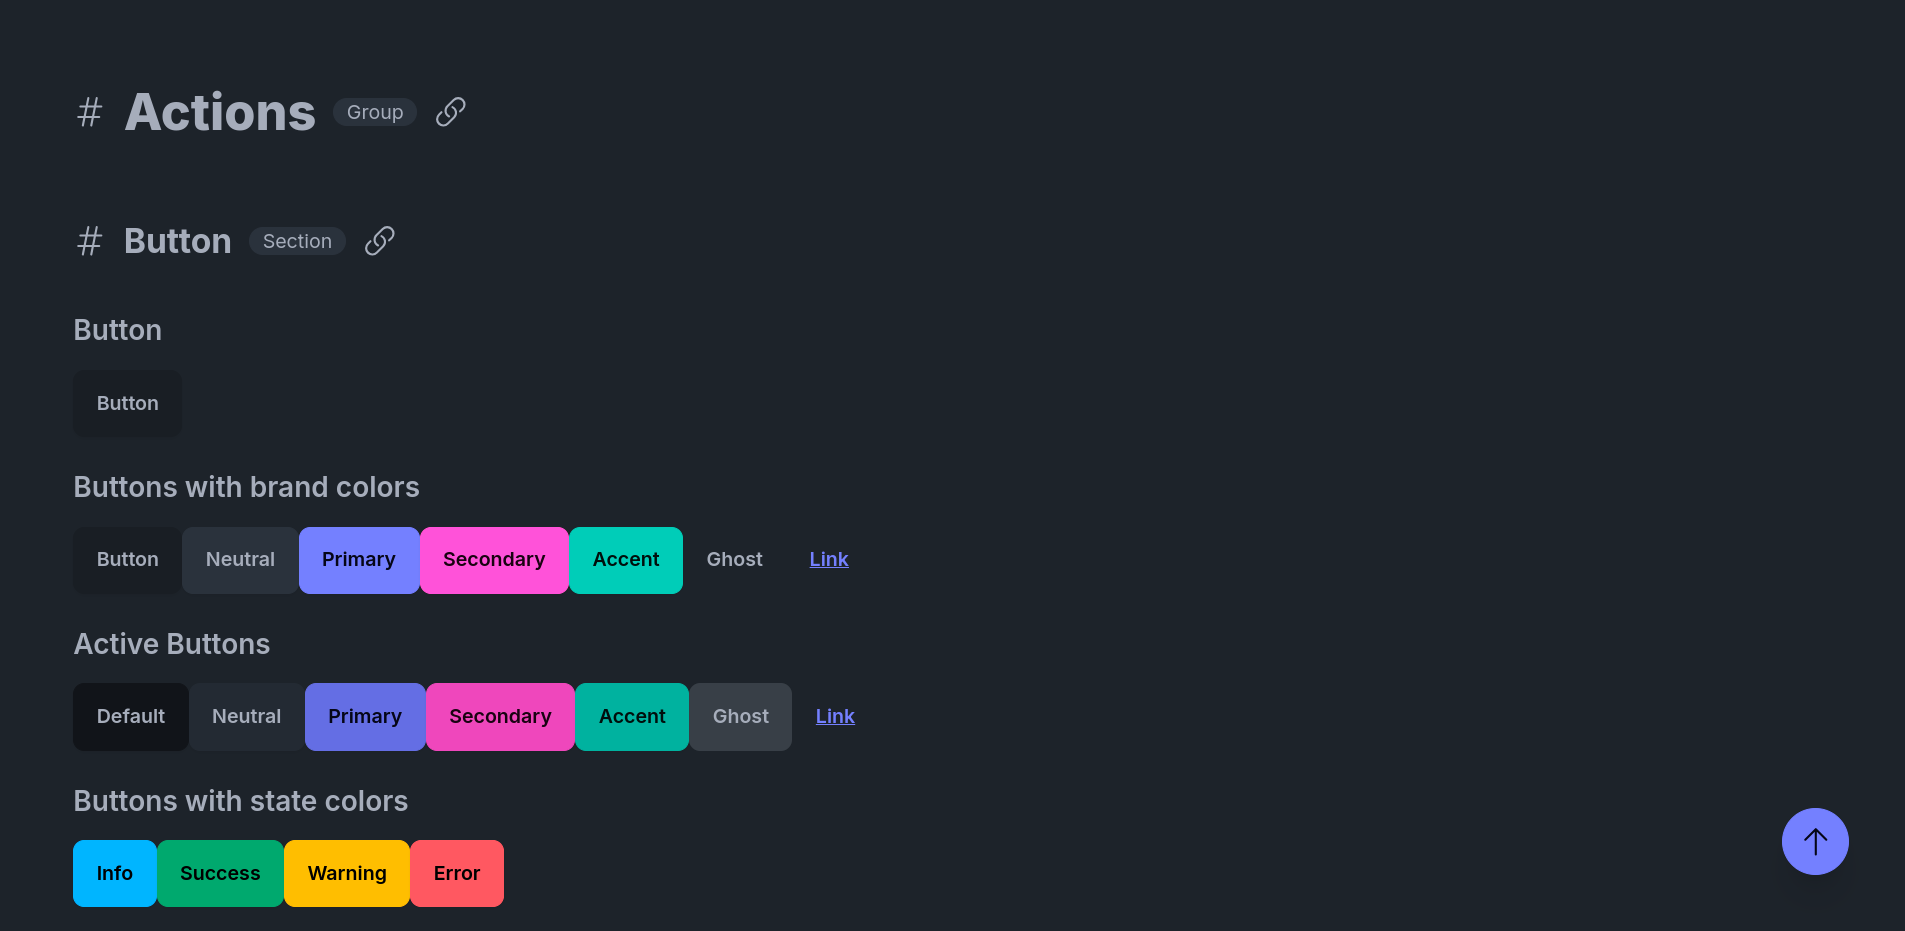 # Actions Group
# Button Section
Button
Button
Buttons with brand colors
Button Neutral Primary Secondary Accent Ghost Link
Active Buttons
Default Neutral Primary Secondary Accent Ghost Link
Buttons with state colors
Info Success Warning Error